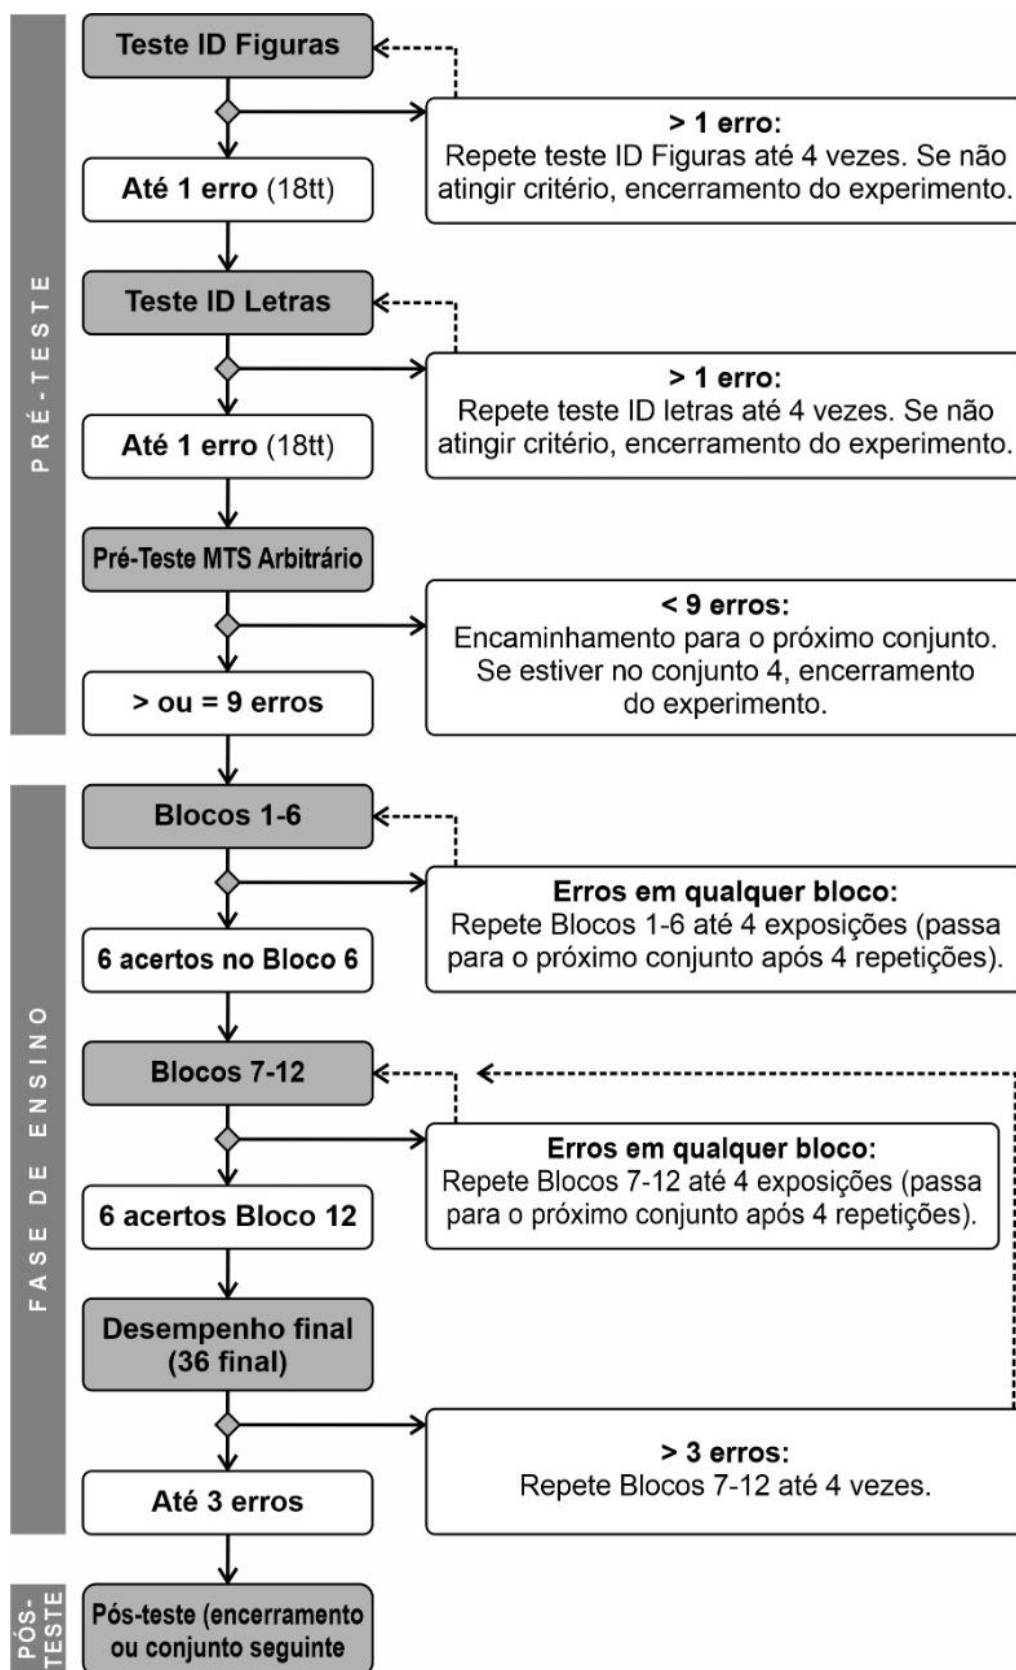 PRÉ-TESTE
Teste ID Figuras
> 1 erro:
Repete teste ID Figuras até 4 vezes. Se não
atingir critério, encerramento do experimento.
Até 1 erro (18tt)
Teste ID Letras
> 1 erro:
Repete teste ID letras até 4 vezes. Se não
atingir critério, encerramento do experimento.
Até 1 erro (18tt)
Pré-Teste MTS Arbitrário
< 9 erros:
Encaminhamento para o próximo conjunto.
Se estiver no conjunto 4, encerramento
do experimento.
> ou = 9 erros
FASE DE ENSINO
Blocos 1-6
Erros em qualquer bloco:
Repete Blocos 1-6 até 4 exposições (passa
para o próximo conjunto após 4 repetições).
6 acertos no Bloco 6
Blocos 7-12
Erros em qualquer bloco:
Repete Blocos 7-12 até 4 exposições (passa
para o próximo conjunto após 4 repetições).
6 acertos Bloco 12
Desempenho final
(36 final)
> 3 erros:
Repete Blocos 7-12 até 4 vezes.
Até 3 erros
PÓS-
TESTE
Pós-teste (encerramento
ou conjunto seguinte